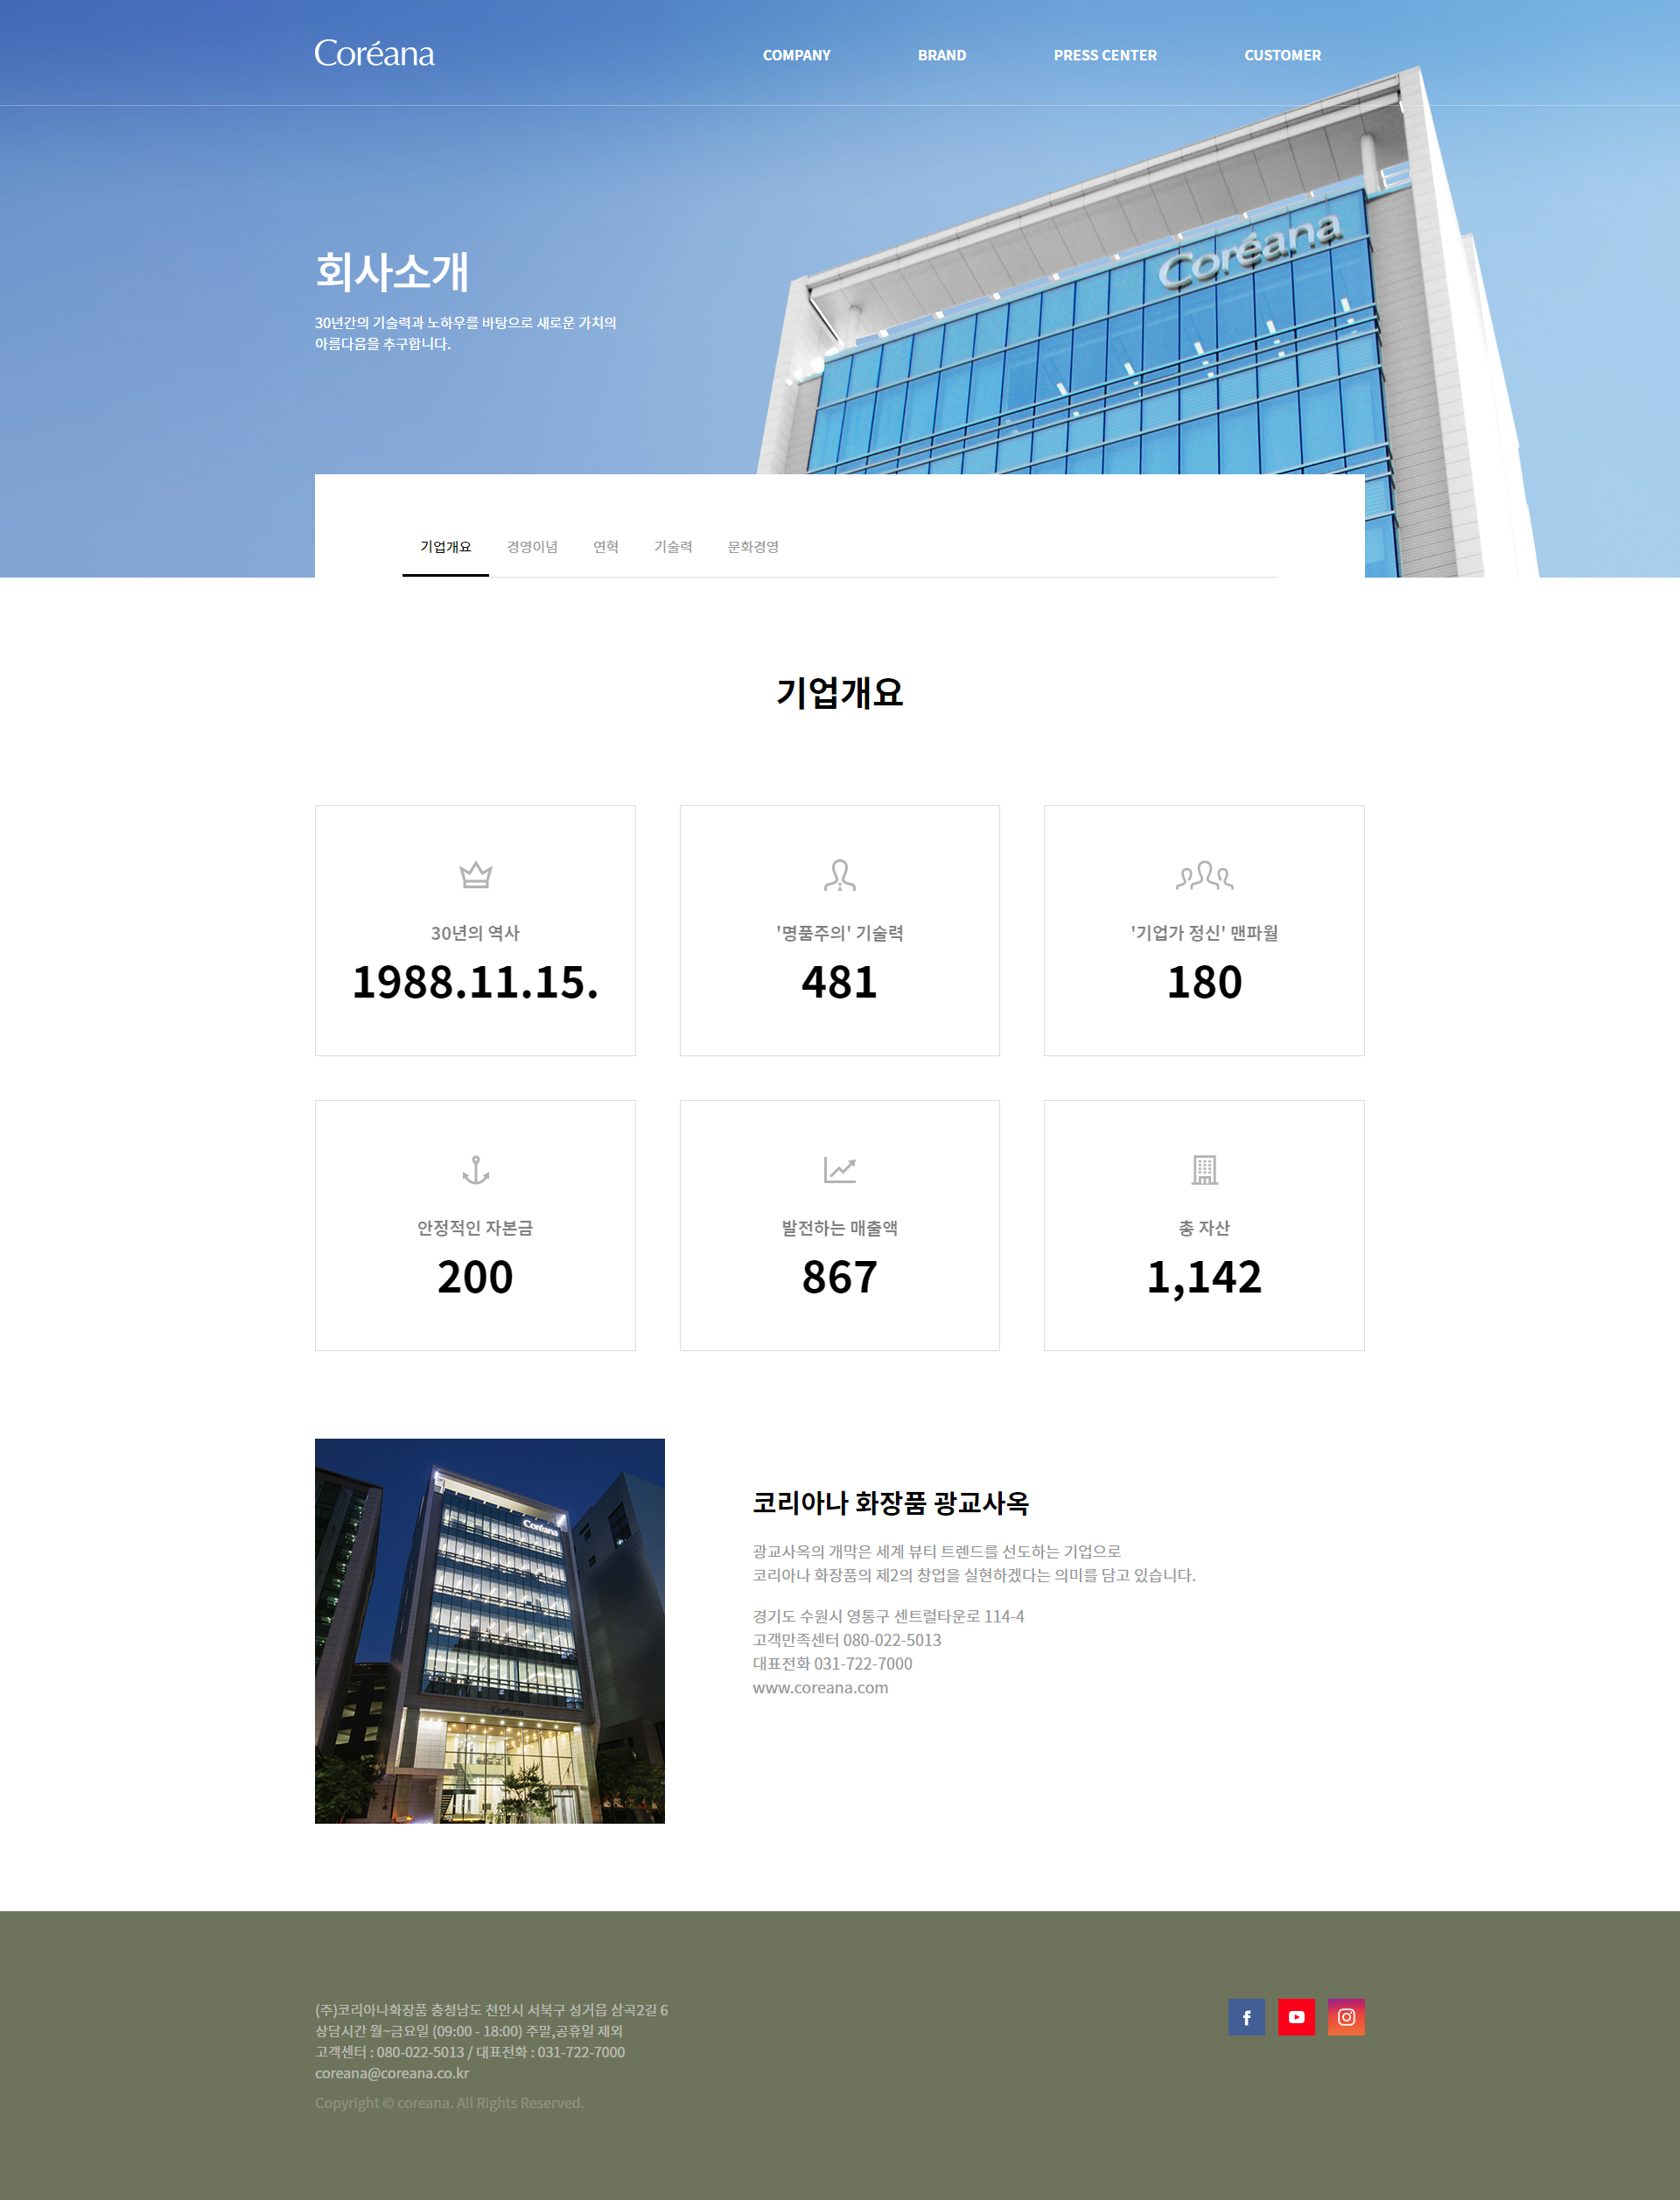 Coréana
COMPANY
BRAND
PRESS CENTER
CUSTOMER
Coréana
회사소개
30년간의 기술력과 노하우를 바탕으로 새로운 가치의
아름다움을 추구합니다.
기업개요
경영이념
연혁
기술력
문화경영
기업개요
30년의 역사
1988.11.15.
'명품주의' 기술력
481
'기업가 정신' 맨파월
180
안정적인 자본금
200
발전하는 매출액
867
총 자산
1,142
Coréana
Coréana
코리아나 화장품 광교사옥
광교사옥의 개막은 세계 뷰티 트렌드를 선도하는 기업으로
코리아나 화장품의 제2의 창업을 실현하겠다는 의미를 담고 있습니다.
경기도 수원시 영통구 센트럴타운로 114-4
고객만족센터 080-022-5013
대표전화 031-722-7000
www.coreana.com
(주)코리아나화장품 충청남도 천안시 서북구 성거읍 삼곡2길 6
상담시간 월~금요일 (09:00 - 18:00) 주말,공휴일 제외
고객센터 : 080-022-5013 / 대표전화 : 031-722-7000
coreana@coreana.co.kr
Copyright © coreana. All Rights Reserved.